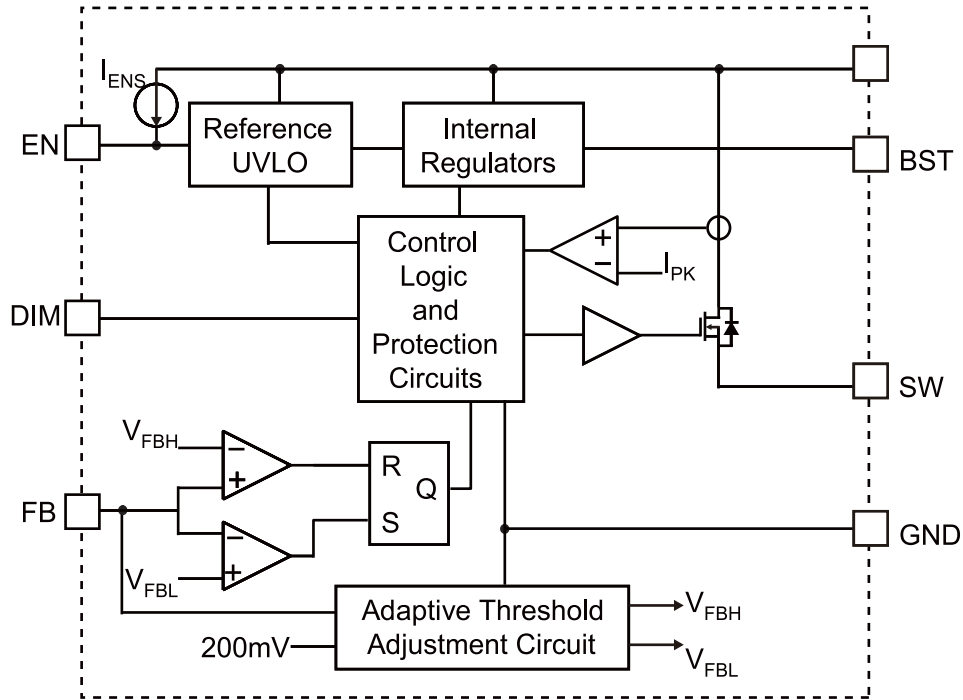 I_ENS
EN
Reference
UVLO
Internal
Regulators
BST
Control
Logic
and
Protection
Circuits
+
−
I_PK
DIM
SW
V_FBH
−
+
R
Q
S
FB
−
+
V_FBL
GND
Adaptive Threshold
Adjustment Circuit
200mV
V_FBH
V_FBL